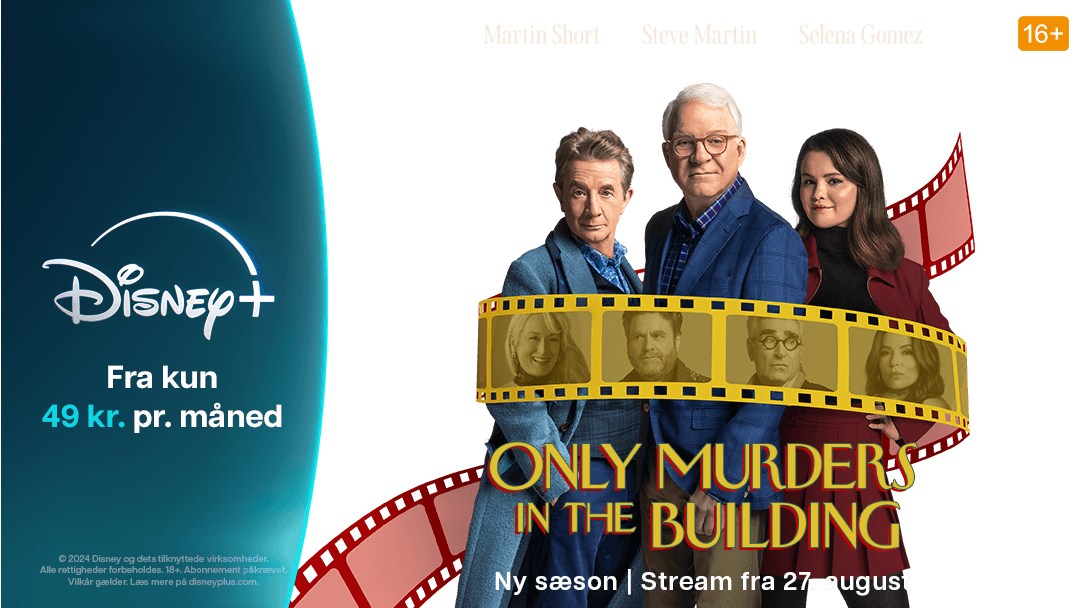 Martin Short Steve Martin Selena Gomez
16+
Disney+
Fra kun
49 kr. pr. måned
© 2024 Disney og dets tilknyttede virksomheder.
Alle rettigheder forbeholdes. 18+. Abonnement påkrævet.
Vilkår gælder. Læs mere på disneyplus.com.
ONLY MURDERS
IN THE BUILDING
Ny sæson | Stream fra 27. august